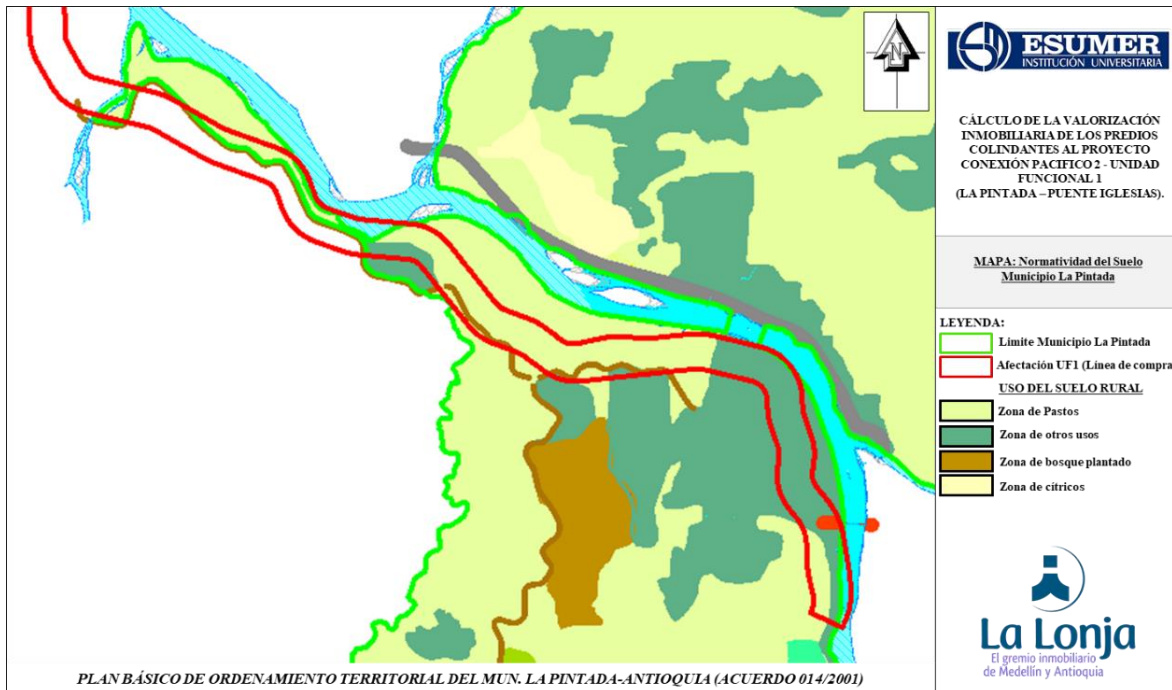 N
ESUMER
INSTITUCIÓN UNIVERSITARIA
CÁLCULO DE LA VALORIZACIÓN
INMOBILIARIA DE LOS PREDIOS
COLINDANTES AL PROYECTO
CONEXIÓN PACIFICO 2 - UNIDAD
FUNCIONAL 1
(LA PINTADA – PUENTE IGLESIAS).
MAPA: Normatividad del Suelo
Municipio La Pintada
LEYENDA:
Limite Municipio La Pintada
Afectación UF1 (Línea de compra
USO DEL SUELO RURAL
Zona de Pastos
Zona de otros usos
Zona de bosque plantado
Zona de cítricos
La Lonja
El gremio inmobiliario
de Medellín y Antioquia
PLAN BÁSICO DE ORDENAMIENTO TERRITORIAL DEL MUN. LA PINTADA-ANTIOQUIA (ACUERDO 014/2001)